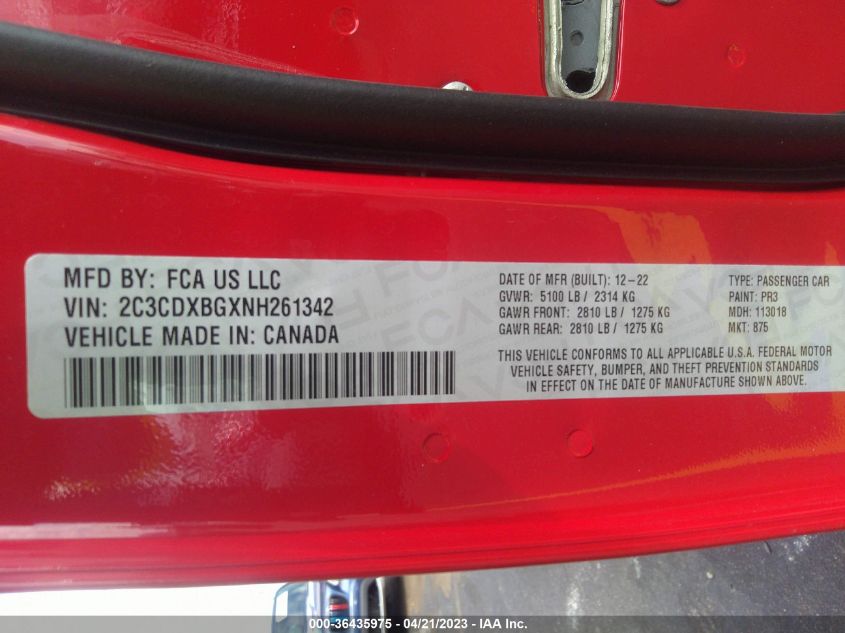 MFD BY: FCA US LLC
VIN: 2C3CDXBGXNH261342
VEHICLE MADE IN: CANADA
DATE OF MFR (BUILT): 12-22
GVWR: 5100 LB / 2314 KG
GAWR FRONT: 2810 LB / 1275 KG
GAWR REAR: 2810 LB / 1275 KG
TYPE: PASSENGER CAR
PAINT: PR3
MDH: 113018
MKT: 875
THIS VEHICLE CONFORMS TO ALL APPLICABLE U.S.A. FEDERAL MOTOR
VEHICLE SAFETY, BUMPER, AND THEFT PREVENTION STANDARDS
IN EFFECT ON THE DATE OF MANUFACTURE SHOWN ABOVE.
000-36435975 - 04/21/2023 - IAA Inc.